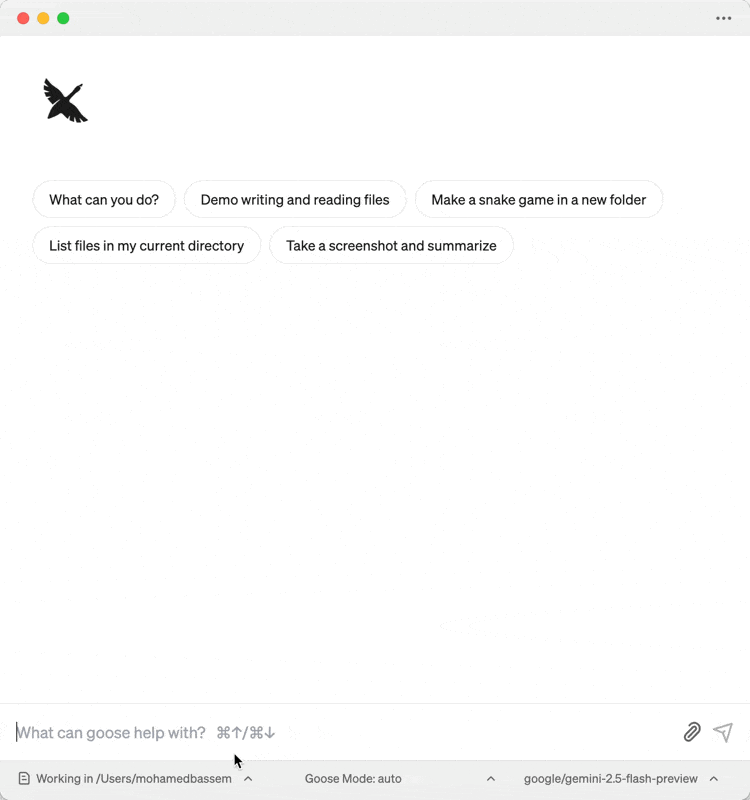 What can you do?
Demo writing and reading files
Make a snake game in a new folder
List files in my current directory
Take a screenshot and summarize
What can goose help with? ⌘↑/⌘↓
Working in /Users/mohamedbassem
Goose Mode: auto
google/gemini-2.5-flash-preview